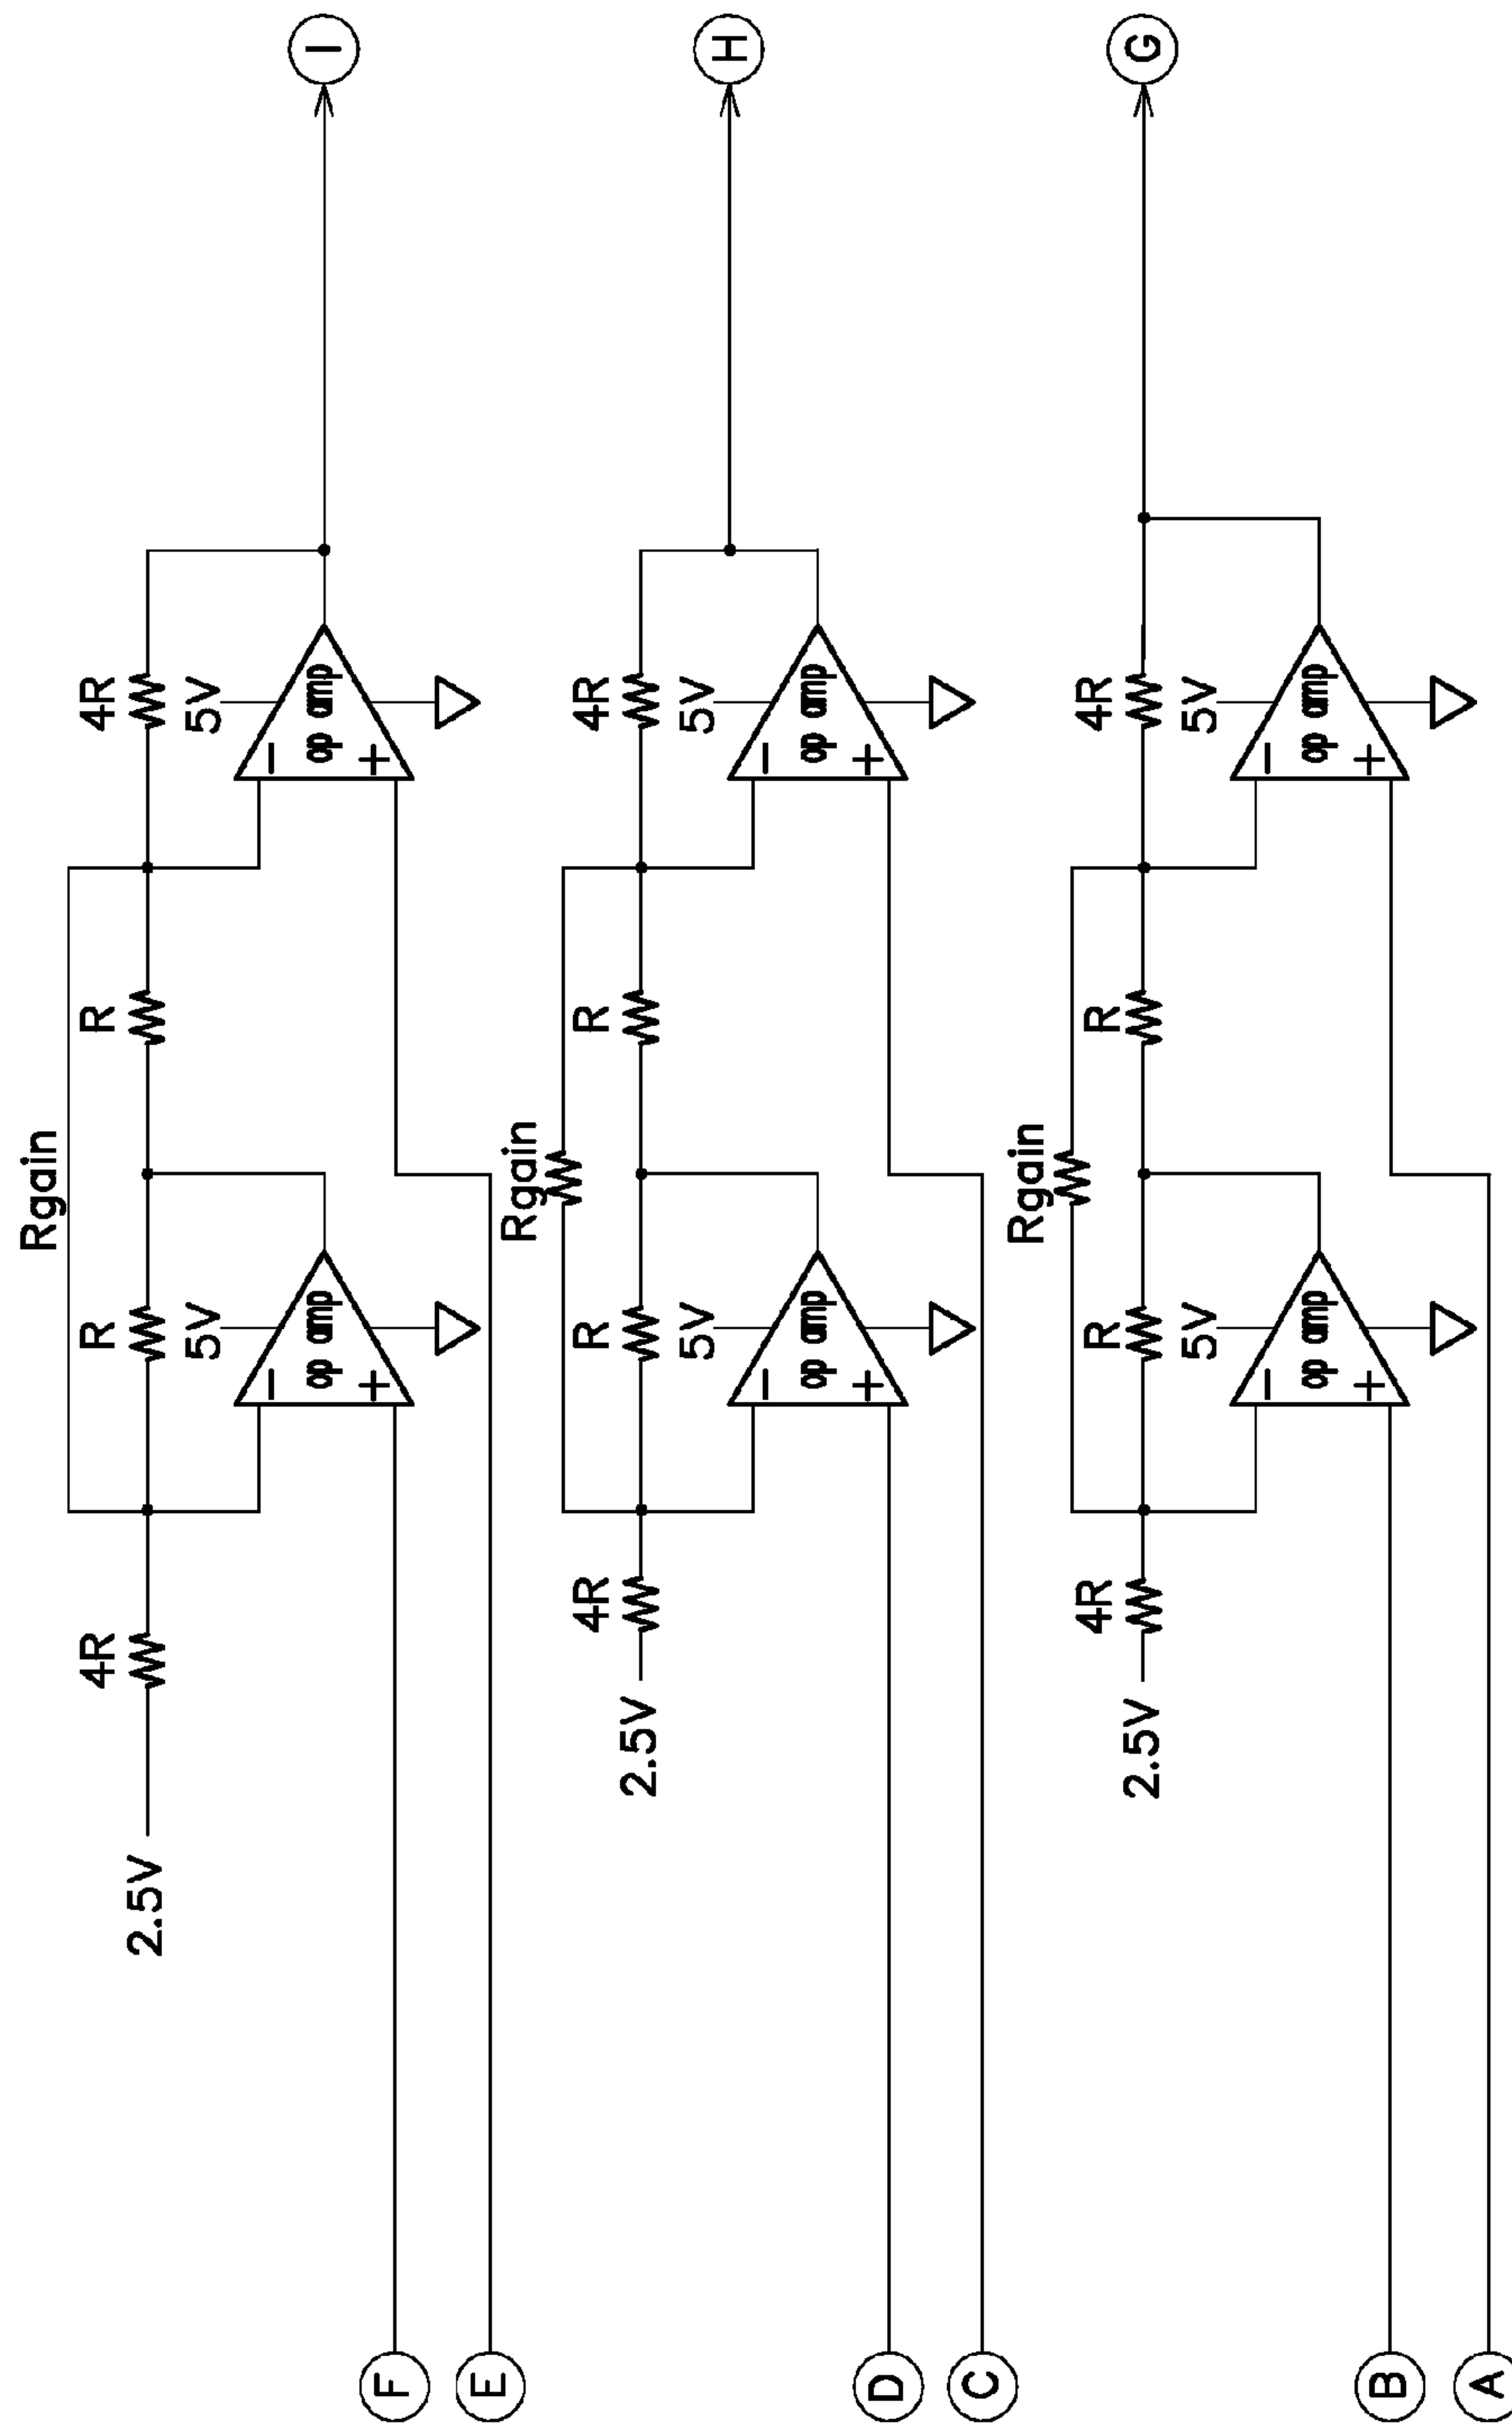 I
H
G
4R
5V
op amp
−
+
4R
5V
op amp
−
+
4R
5V
op amp
−
+
R
R
R
Rgain
Rgain
Rgain
R
5V
op amp
−
+
R
5V
op amp
−
+
R
5V
op amp
−
+
4R
4R
4R
2.5V
2.5V
2.5V
F
E
D
C
B
A